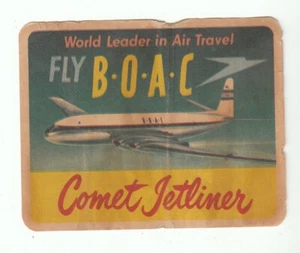 World Leader in Air Travel
FLY B·O·A·C
B·O·A·C
Comet Jetliner